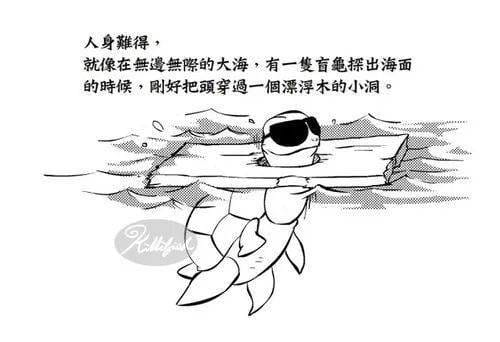 人身難得，
就像在無邊無際的大海，有一隻盲龜探出海面
的時候，剛好把頭穿過一個漂浮木的小洞。